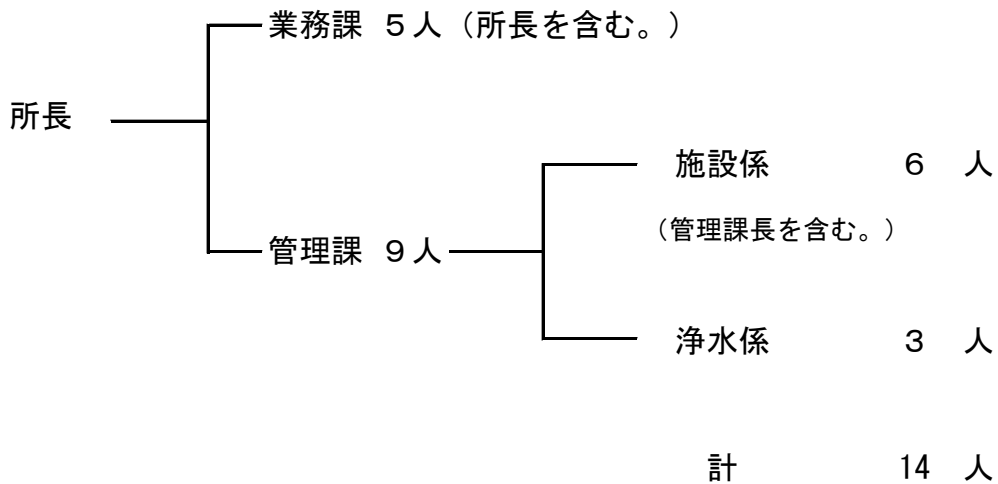 業務課 ５人（所長を含む。）
所長
施設係 ６ 人
（管理課長を含む。）
管理課 ９人
浄水係 ３ 人
計 14 人